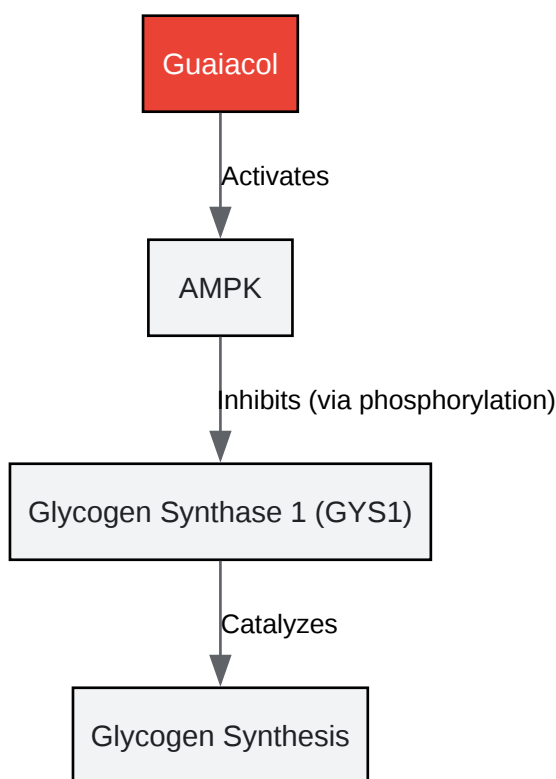 Guaiacol
Activates
AMPK
Inhibits (via phosphorylation)
Glycogen Synthase 1 (GYS1)
Catalyzes
Glycogen Synthesis